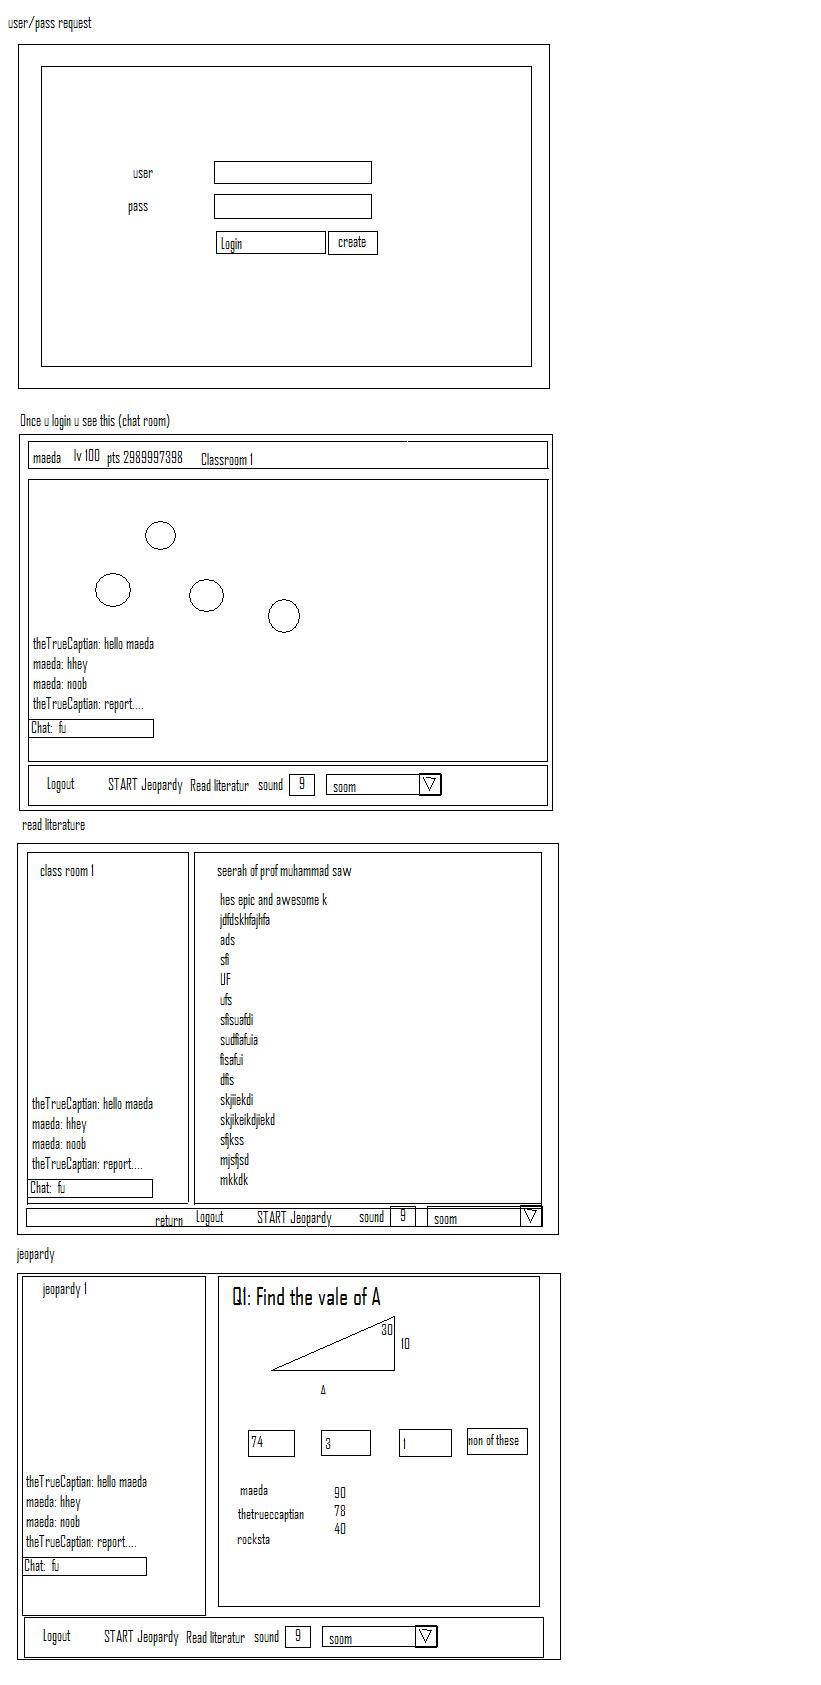 user/pass request
user
pass
Login create
Once u login u see this (chat room)
maeda lv 100 pts 2989997398 Classroom 1
theTrueCaptian: hello maeda
maeda: hhey
maeda: noob
theTrueCaptian: report....
Chat: fu
Logout START Jeopardy Read literatur sound 9 soom
read literature
class room 1
theTrueCaptian: hello maeda
maeda: hhey
maeda: noob
theTrueCaptian: report....
Chat: fu
seerah of prof muhammad saw
hes epic and awesome k
jdfdskhfajhfa
ads
sfi
UF
ufs
sfisuafdi
sudfiafuia
fisafui
dfis
skjiiekdi
skjikeikdjiekd
sfjkss
mjsfjsd
mkkdk
return Logout START Jeopardy sound 9 soom
jeopardy
jeopardy 1
theTrueCaptian: hello maeda
maeda: hhey
maeda: noob
theTrueCaptian: report....
Chat: fu
Q1: Find the vale of A
30
10
A
74 3 1 non of these
maeda 90
thetrueccaptian 78
rocksta 40
Logout START Jeopardy Read literatur sound 9 soom